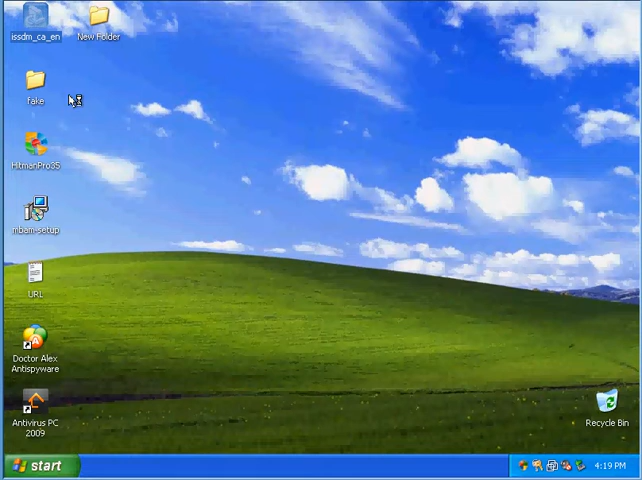 issdm_ca_en
New Folder
fake
HitmanPro35
mbam-setup
URL
Doctor Alex
Antispyware
Antivirus PC
2009
Recycle Bin
start
4:19 PM